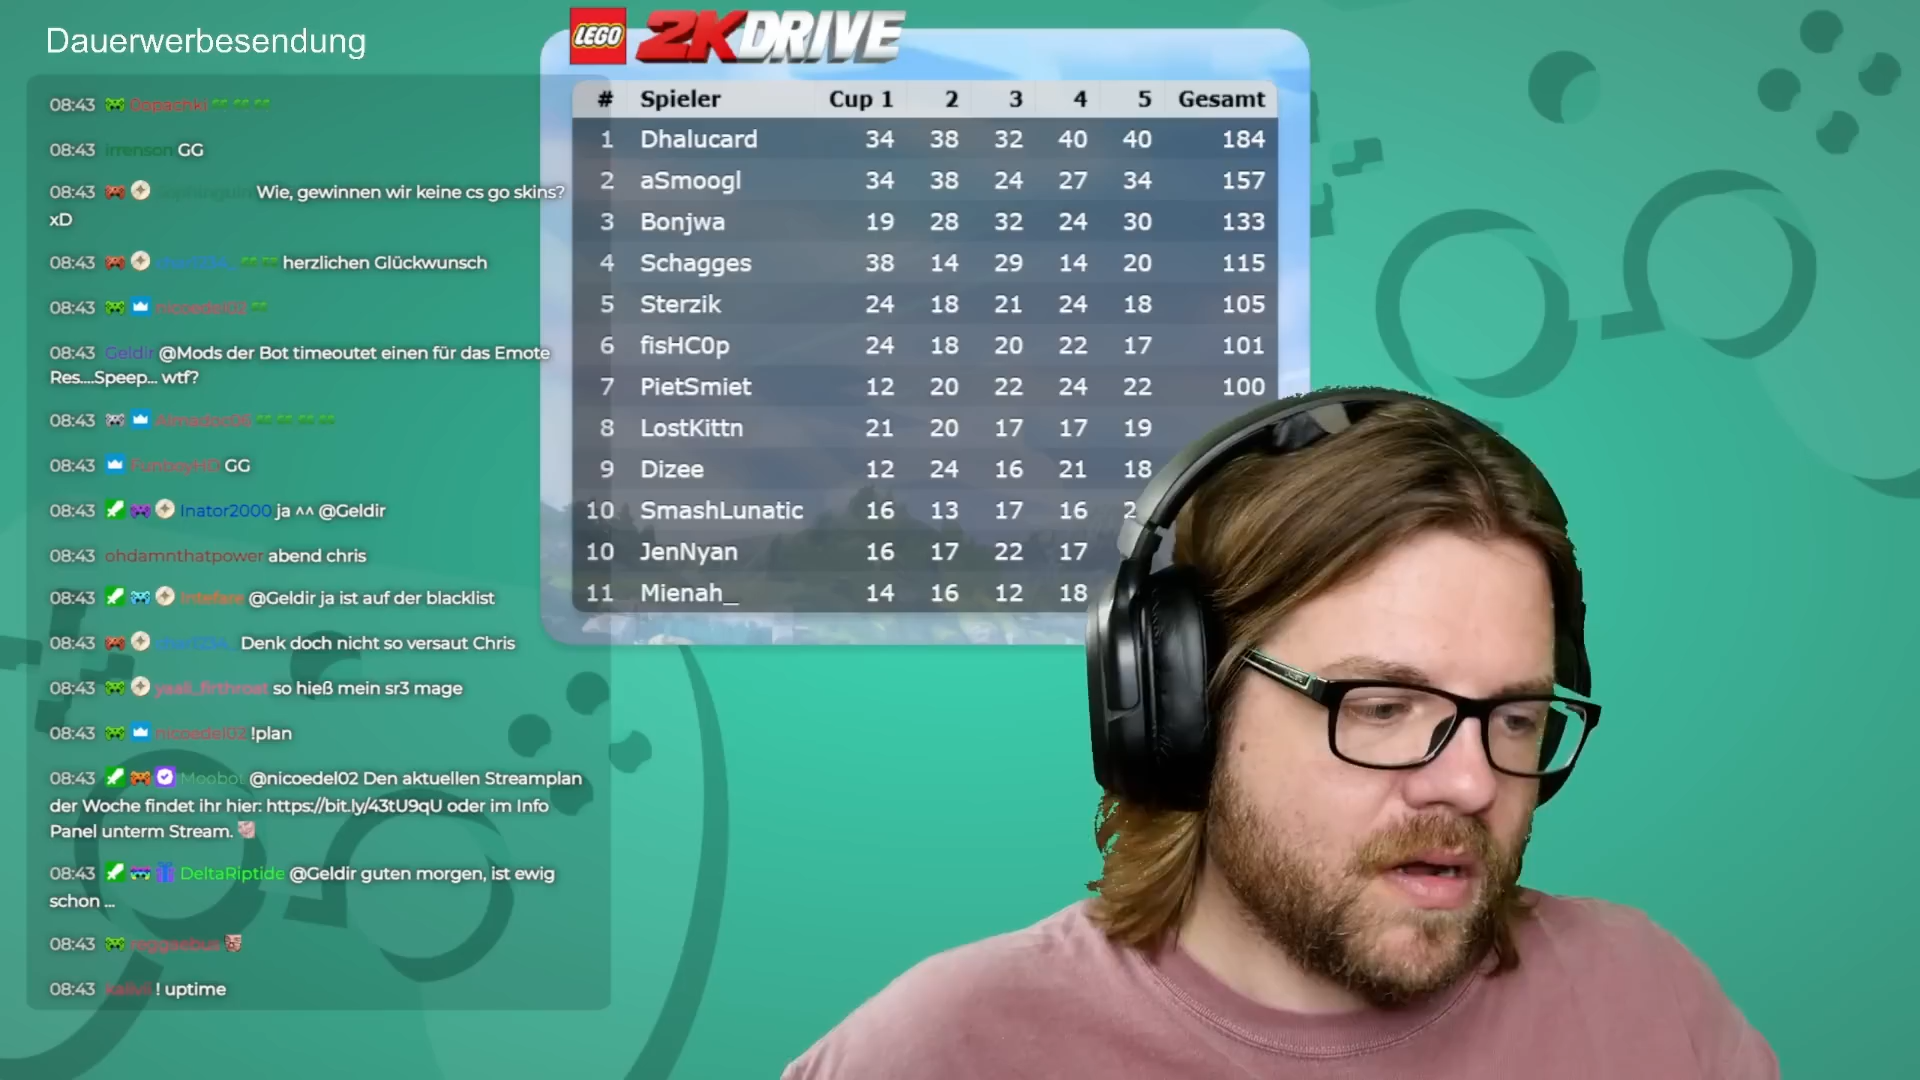 Dauerwerbesendung
08:43 Dopachki
08:43 irrenson GG
08:43 Wie, gewinnen wir keine cs go skins?
xD
08:43 herzlichen Glückwunsch
08:43 nicoedel02
08:43 Geldir @Mods der Bot timeoutet einen für das Emote
Res....Speep... wtf?
08:43 Almadoc06
08:43 FunboyHD GG
08:43 Inator2000 ja ^^ @Geldir
08:43 ohdamnthatpower abend chris
08:43 Intefare @Geldir ja ist auf der blacklist
08:43 Denk doch nicht so versaut Chris
08:43 yaali_firthroat so hieß mein sr3 mage
08:43 nicoedel02 !plan
08:43 Moobot @nicoedel02 Den aktuellen Streamplan
der Woche findet ihr hier: https://bit.ly/43tU9qU oder im Info
Panel unterm Stream.
08:43 DeltaRiptide @Geldir guten morgen, ist ewig
schon ...
08:43
08:43 ! uptime
LEGO 2K DRIVE
# Spieler Cup 1 2 3 4 5 Gesamt
1 Dhalucard 34 38 32 40 40 184
2 aSmoogl 34 38 24 27 34 157
3 Bonjwa 19 28 32 24 30 133
4 Schagges 38 14 29 14 20 115
5 Sterzik 24 18 21 24 18 105
6 fisHC0p 24 18 20 22 17 101
7 PietSmiet 12 20 22 24 22 100
8 LostKittn 21 20 17 17 19
9 Dizee 12 24 16 21 18
10 SmashLunatic 16 13 17 16
10 JenNyan 16 17 22 17
11 Mienah_ 14 16 12 18